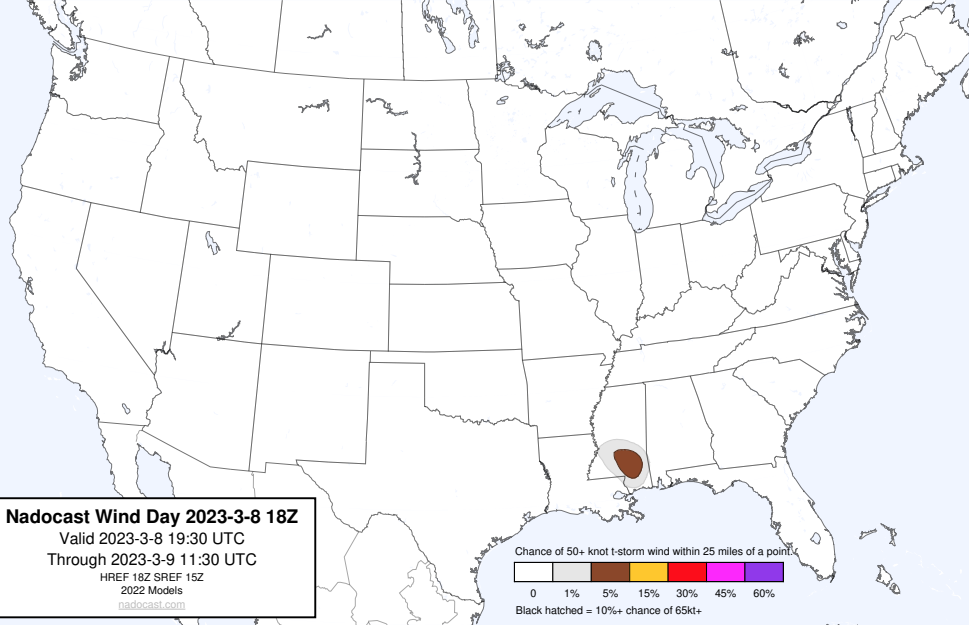 Nadocast Wind Day 2023-3-8 18Z
Valid 2023-3-8 19:30 UTC
Through 2023-3-9 11:30 UTC
HREF 18Z SREF 15Z
2022 Models
nadocast.com
Chance of 50+ knot t-storm wind within 25 miles of a point.
0 1% 5% 15% 30% 45% 60%
Black hatched = 10%+ chance of 65kt+